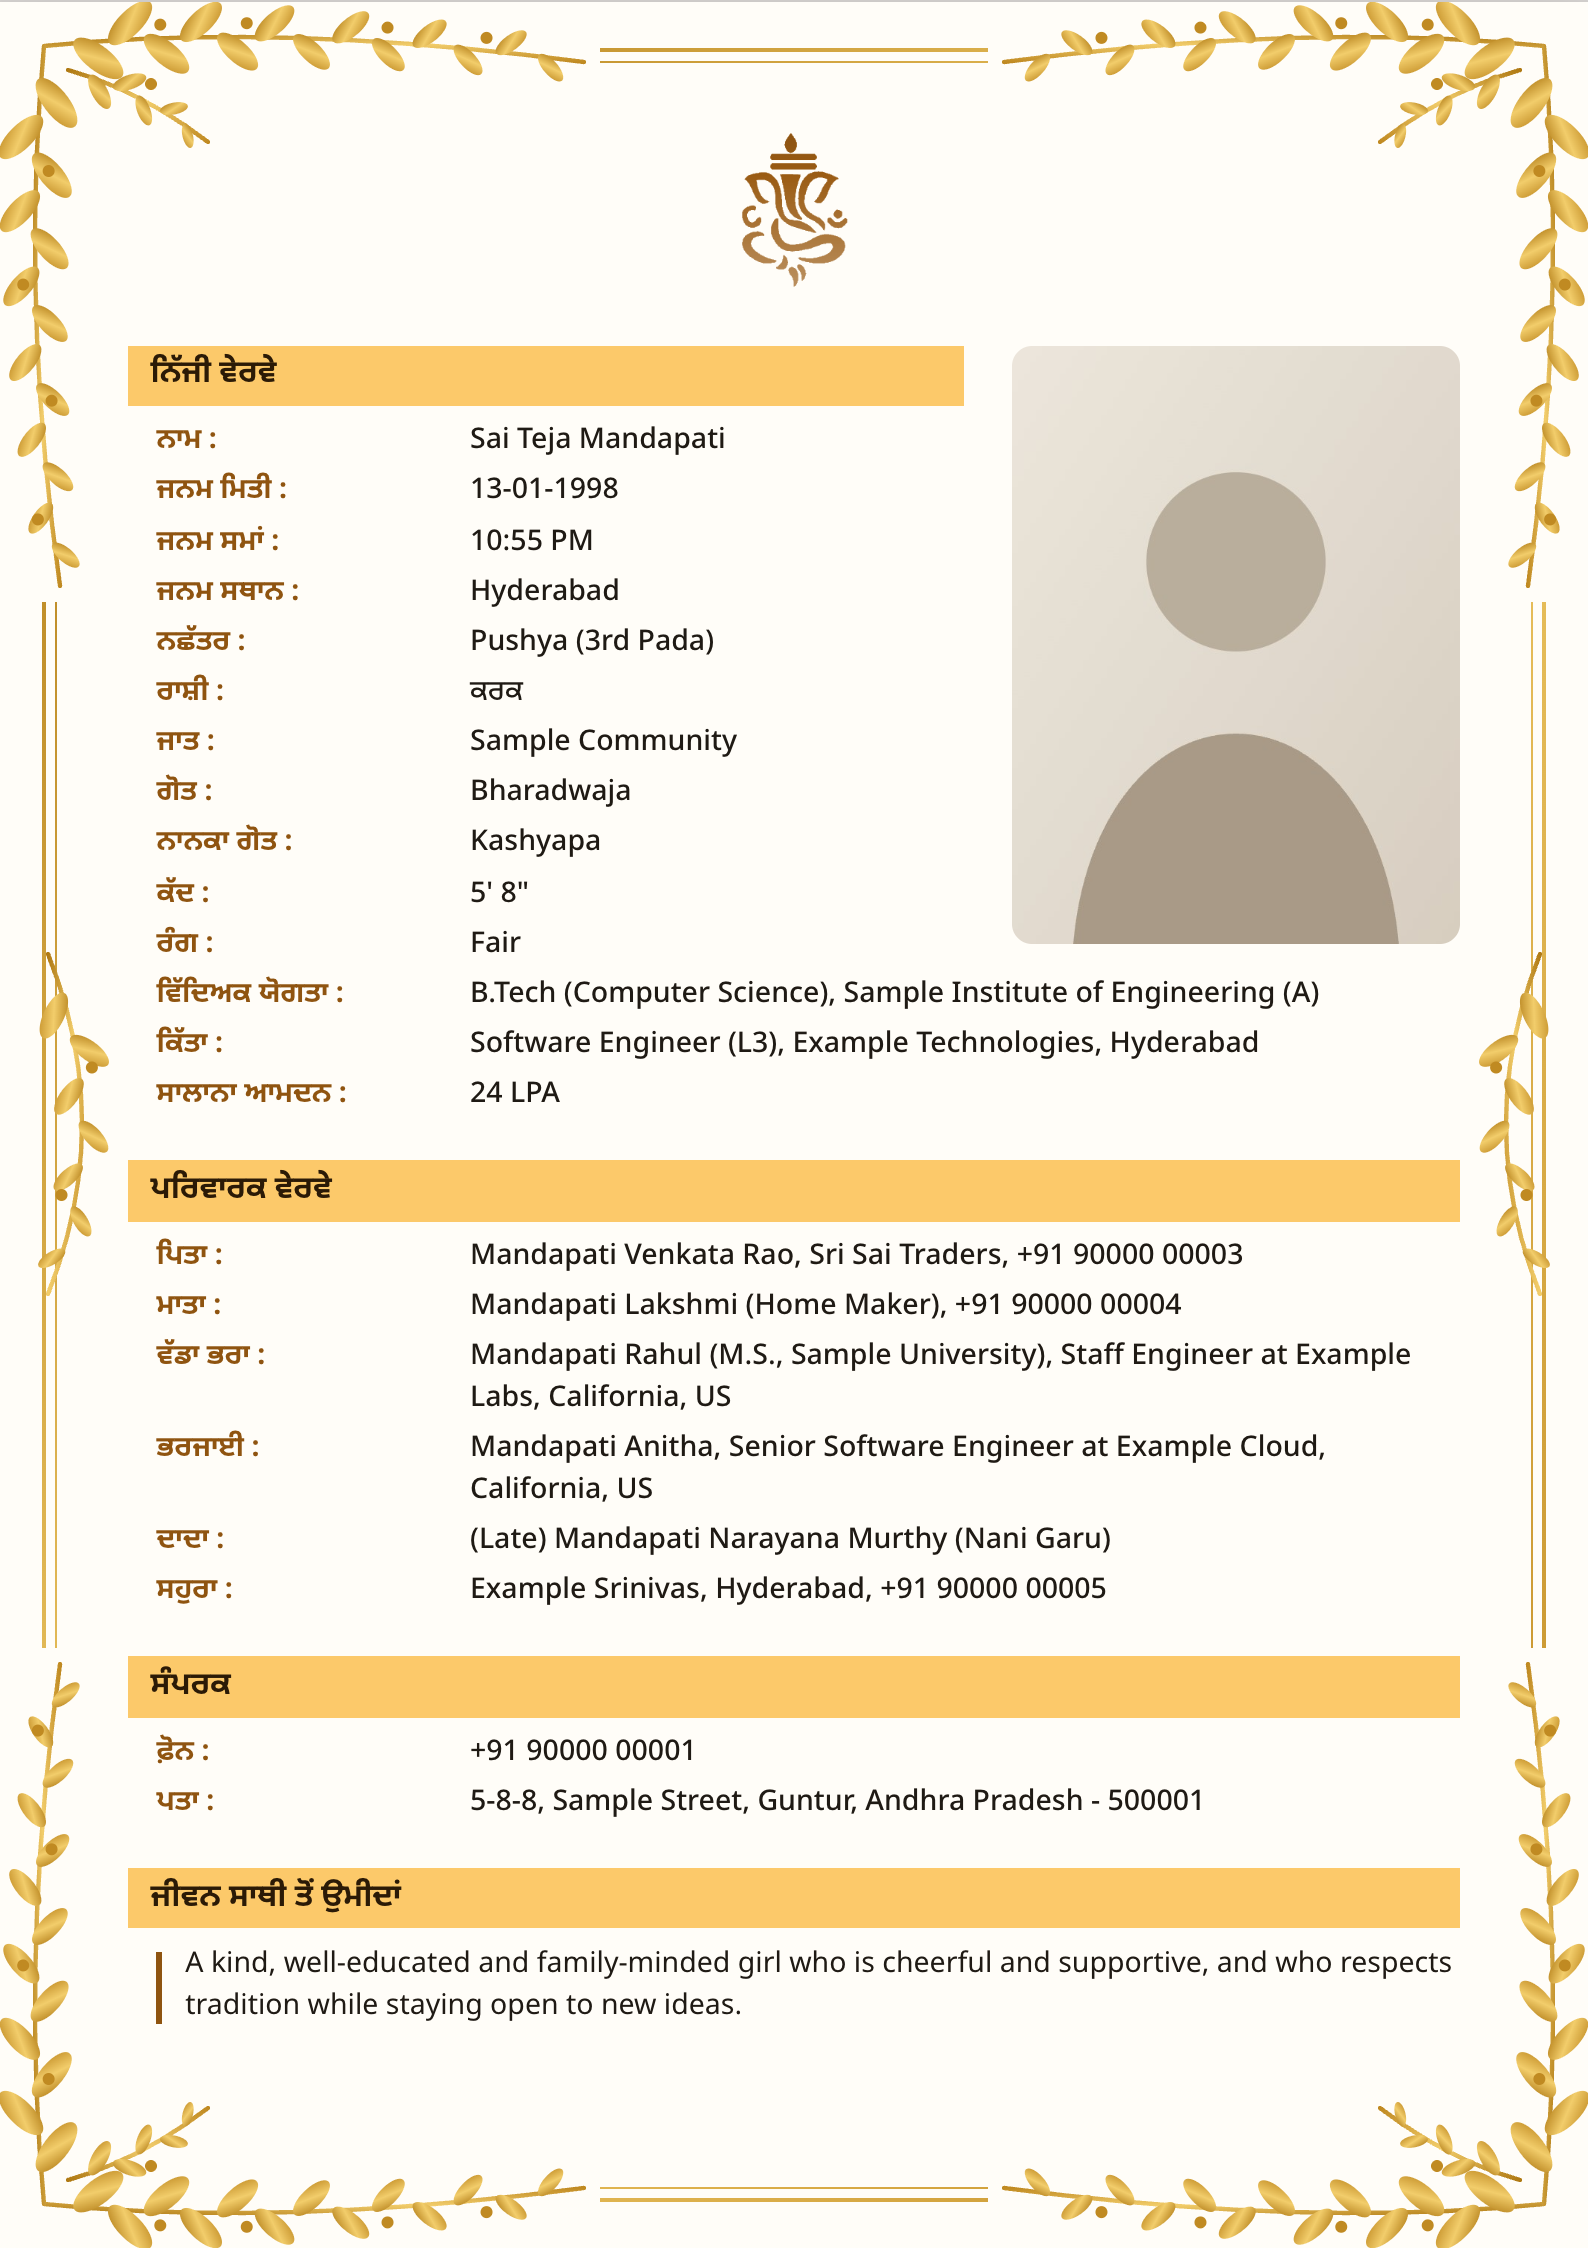 ਨਿੱਜੀ ਵੇਰਵੇ
ਨਾਮ : Sai Teja Mandapati
ਜਨਮ ਮਿਤੀ : 13-01-1998
ਜਨਮ ਸਮਾਂ : 10:55 PM
ਜਨਮ ਸਥਾਨ : Hyderabad
ਨਛੱਤਰ : Pushya (3rd Pada)
ਰਾਸ਼ੀ : ਕਰਕ
ਜਾਤ : Sample Community
ਗੋਤ : Bharadwaja
ਨਾਨਕਾ ਗੋਤ : Kashyapa
ਕੱਦ : 5' 8"
ਰੰਗ : Fair
ਵਿੱਦਿਅਕ ਯੋਗਤਾ : B.Tech (Computer Science), Sample Institute of Engineering (A)
ਕਿੱਤਾ : Software Engineer (L3), Example Technologies, Hyderabad
ਸਾਲਾਨਾ ਆਮਦਨ : 24 LPA
ਪਰਿਵਾਰਕ ਵੇਰਵੇ
ਪਿਤਾ : Mandapati Venkata Rao, Sri Sai Traders, +91 90000 00003
ਮਾਤਾ : Mandapati Lakshmi (Home Maker), +91 90000 00004
ਵੱਡਾ ਭਰਾ : Mandapati Rahul (M.S., Sample University), Staff Engineer at Example
Labs, California, US
ਭਰਜਾਈ : Mandapati Anitha, Senior Software Engineer at Example Cloud,
California, US
ਦਾਦਾ : (Late) Mandapati Narayana Murthy (Nani Garu)
ਸਹੁਰਾ : Example Srinivas, Hyderabad, +91 90000 00005
ਸੰਪਰਕ
ਫ਼ੋਨ : +91 90000 00001
ਪਤਾ : 5-8-8, Sample Street, Guntur, Andhra Pradesh - 500001
ਜੀਵਨ ਸਾਥੀ ਤੋਂ ਉਮੀਦਾਂ
A kind, well-educated and family-minded girl who is cheerful and supportive, and who respects
tradition while staying open to new ideas.